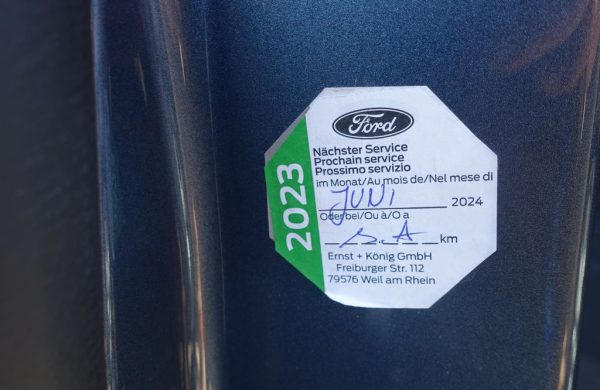 Ford
2023
Nächster Service
Prochain service
Prossimo servizio
im Monat/Au mois de/Nel mese di
JUNI 2024
Oder bei/Ou à/O a
S.A km
Ernst + König GmbH
Freiburger Str. 112
79576 Weil am Rhein